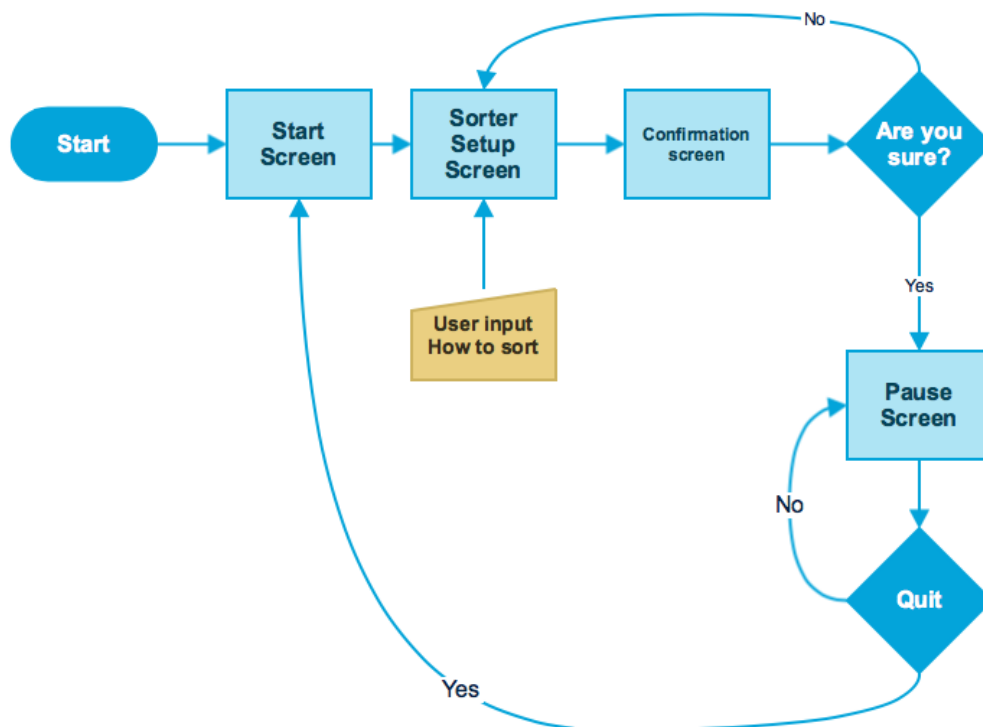 No
Start
Start
Screen
Sorter
Setup
Screen
Confirmation
screen
Are you
sure?
Yes
User input
How to sort
Pause
Screen
No
Quit
Yes